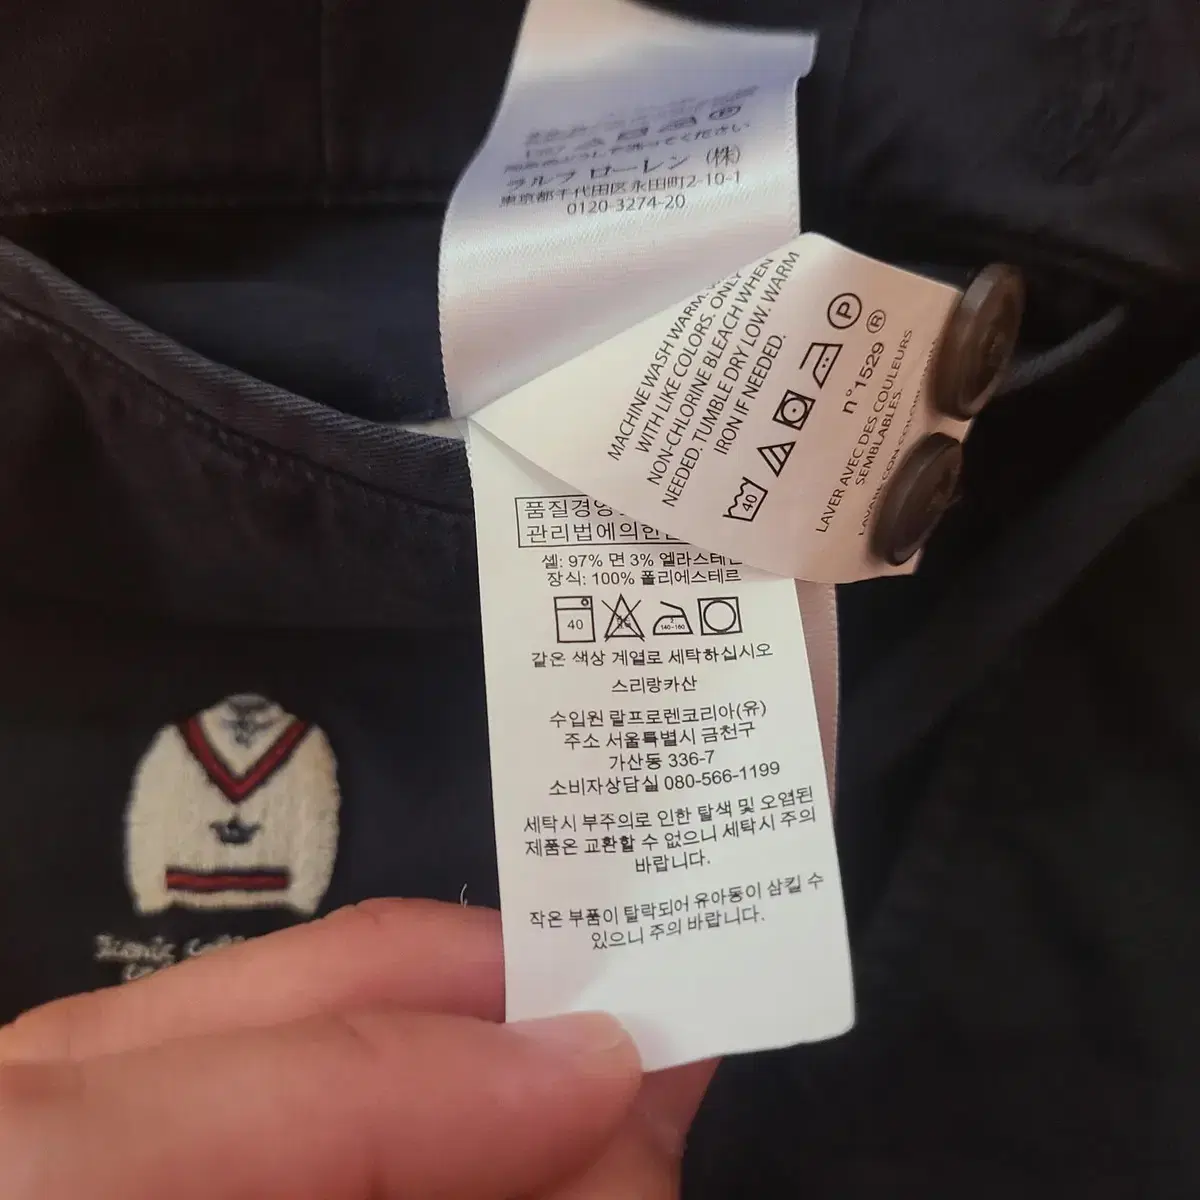 ラルフ ローレン (株)
東京都千代田区永田町2-10-1
0120-3274-20
MACHINE WASH WARM
WITH LIKE COLORS. ONLY
NON-CHLORINE BLEACH WHEN
NEEDED. TUMBLE DRY LOW. WARM
IRON IF NEEDED.
40
P
n°1529 ®
LAVER AVEC DES COULEURS
SEMBLABLES.
품질경영
관리법에의한
셸: 97% 면 3% 엘라스테인
장식: 100% 폴리에스테르
40
140-160
같은 색상 계열로 세탁하십시오
스리랑카산
수입원 랄프로렌코리아(유)
주소 서울특별시 금천구
가산동 336-7
소비자상담실 080-566-1199
세탁시 부주의로 인한 탈색 및 오염된
제품은 교환할 수 없으니 세탁시 주의
바랍니다.
작은 부품이 탈락되어 유아동이 삼킬 수
있으니 주의 바랍니다.